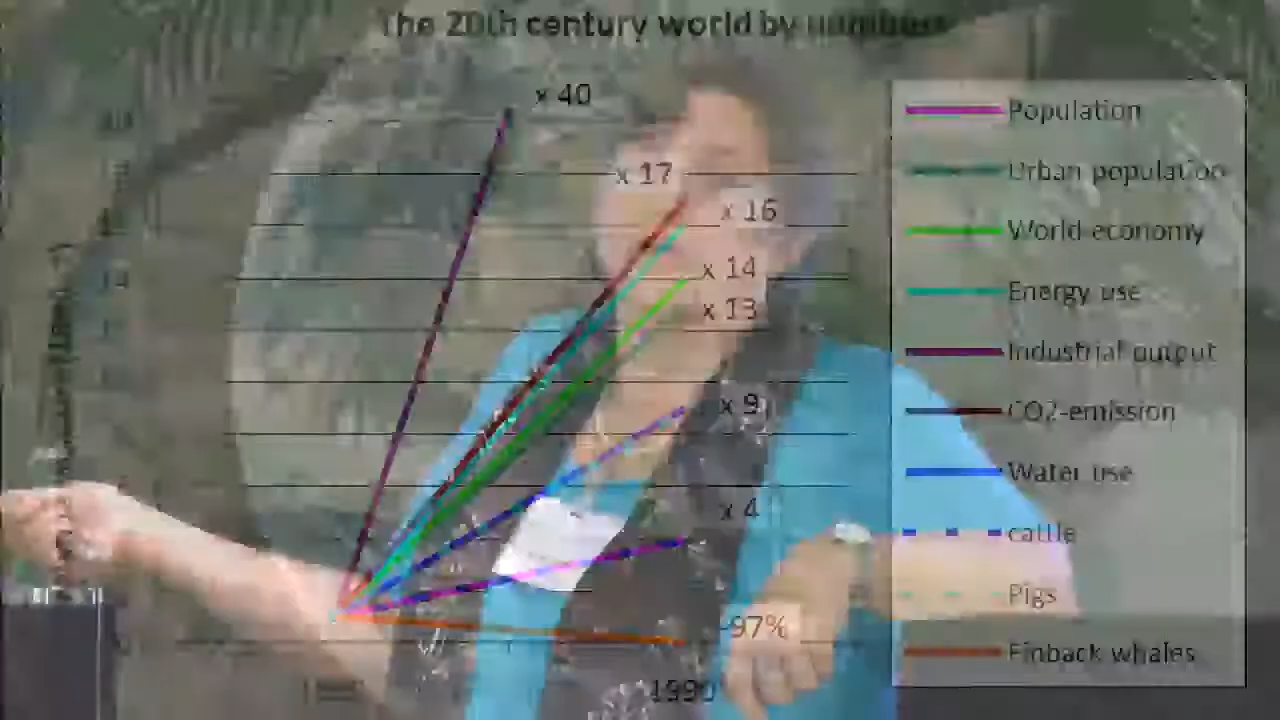 The 20th century world by numbers
x 40
x 17
x 16
x 14
x 13
x 9
x 4
-97%
1990
Population
Urban population
World economy
Energy use
Industrial output
CO2-emission
Water use
cattle
Pigs
Finback whales